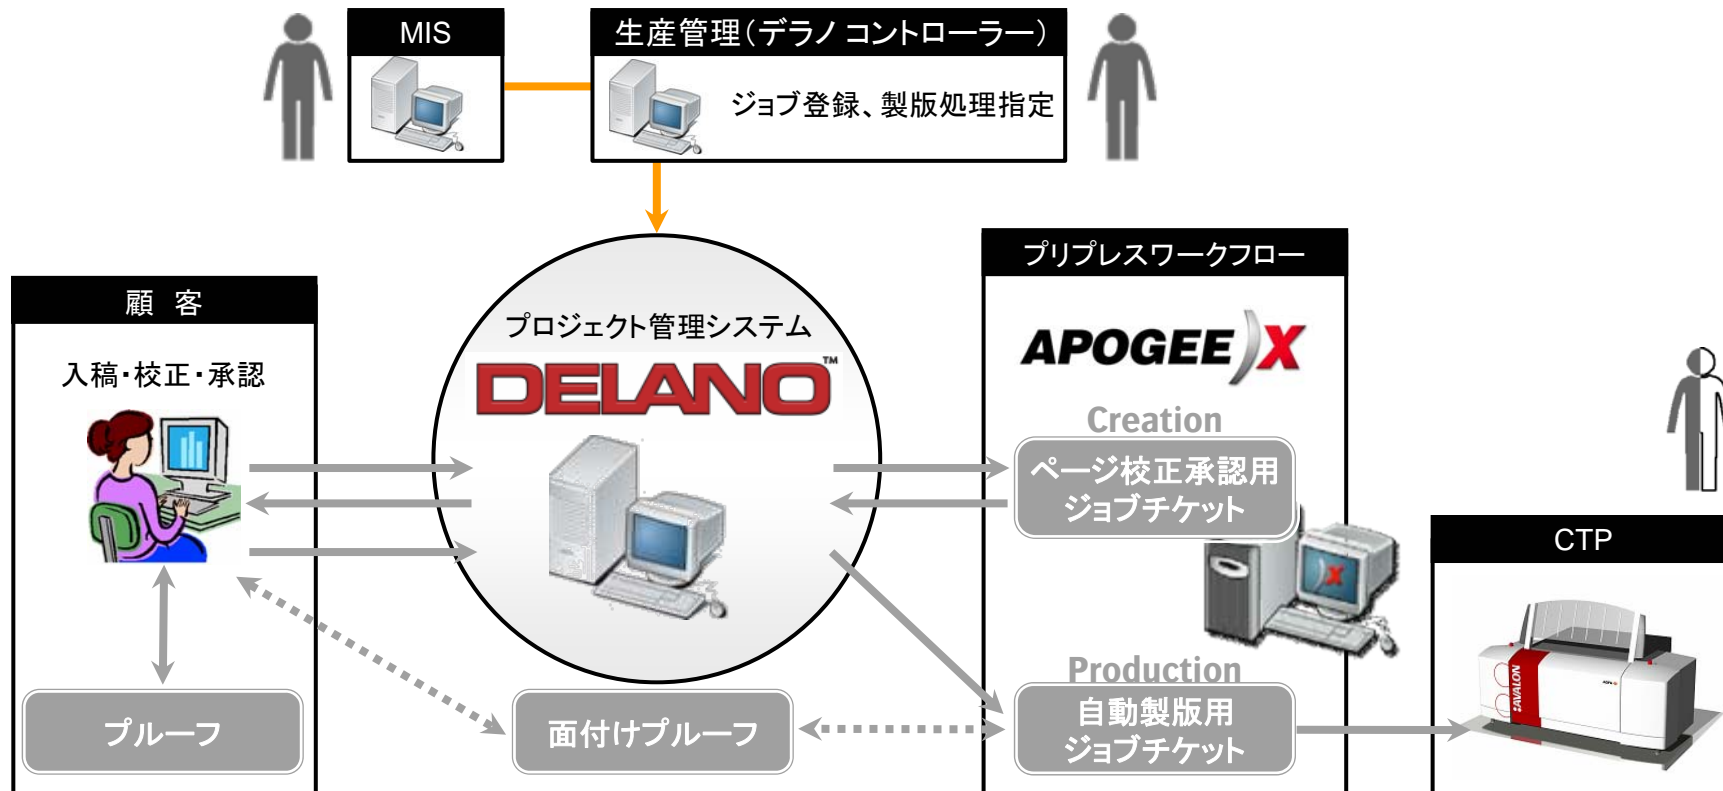 MIS
生産管理（デラノ コントローラー）
ジョブ登録、製版処理指定
顧 客
入稿・校正・承認
プルーフ
プロジェクト管理システム
DELANO™
面付けプルーフ
プリプレスワークフロー
APOGEE X
Creation
ページ校正承認用
ジョブチケット
X
Production
自動製版用
ジョブチケット
CTP
:AVALON
AGFA